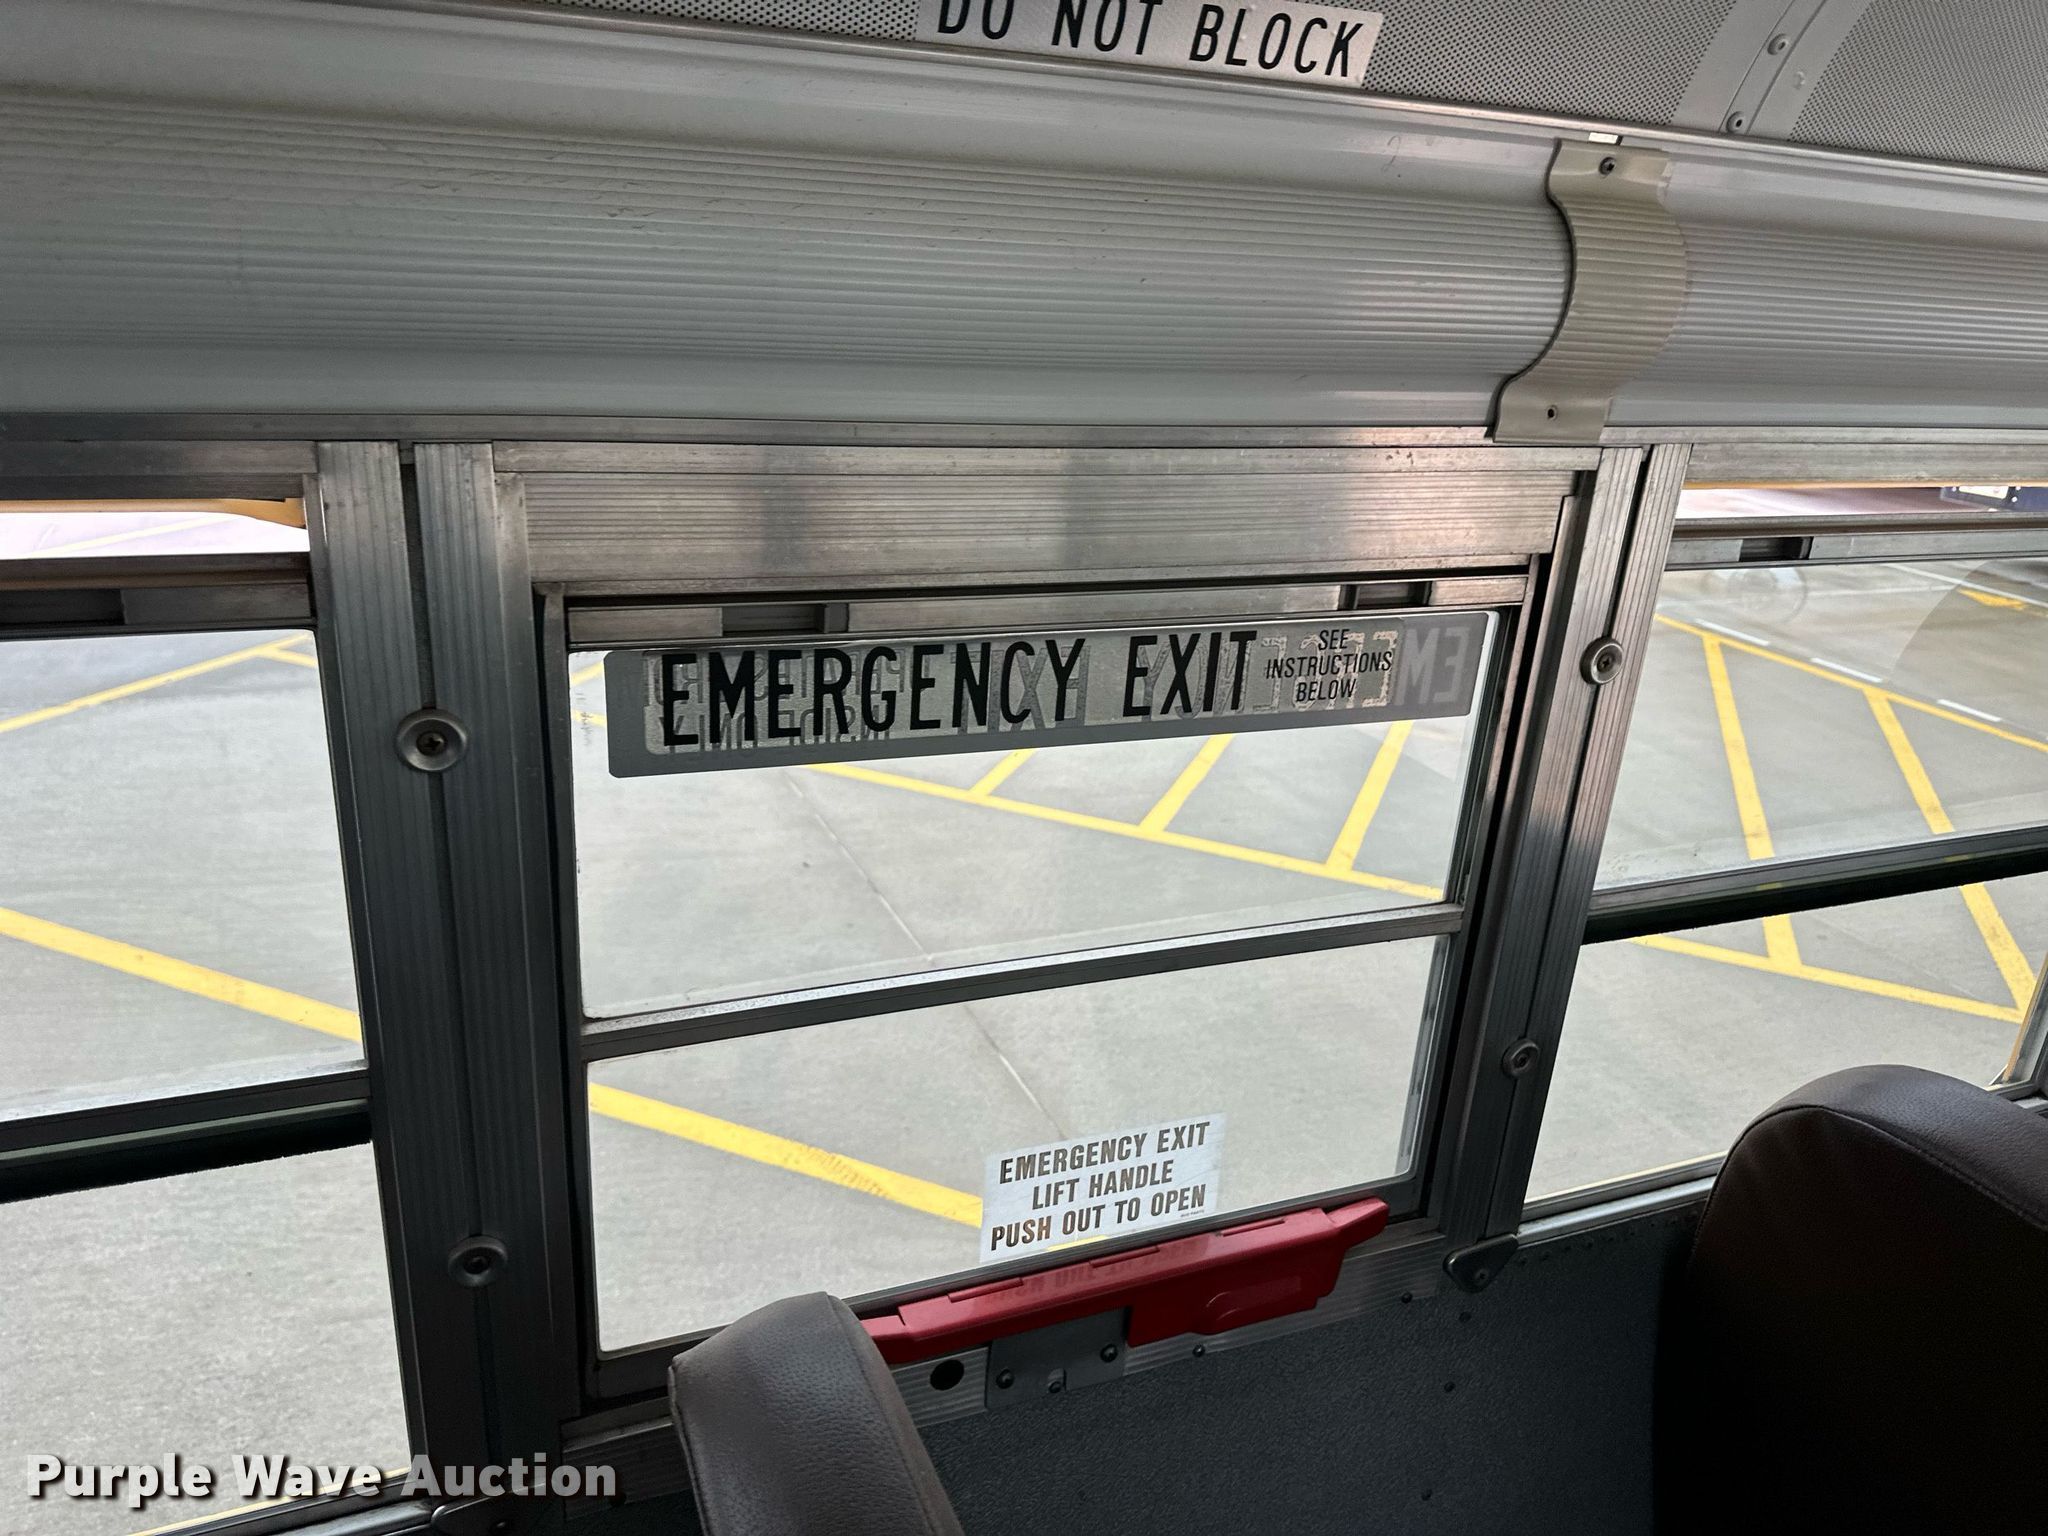 DO NOT BLOCK
EMERGENCY EXIT
SEE
INSTRUCTIONS
BELOW
EMERGENCY EXIT
LIFT HANDLE
PUSH OUT TO OPEN
Purple Wave Auction